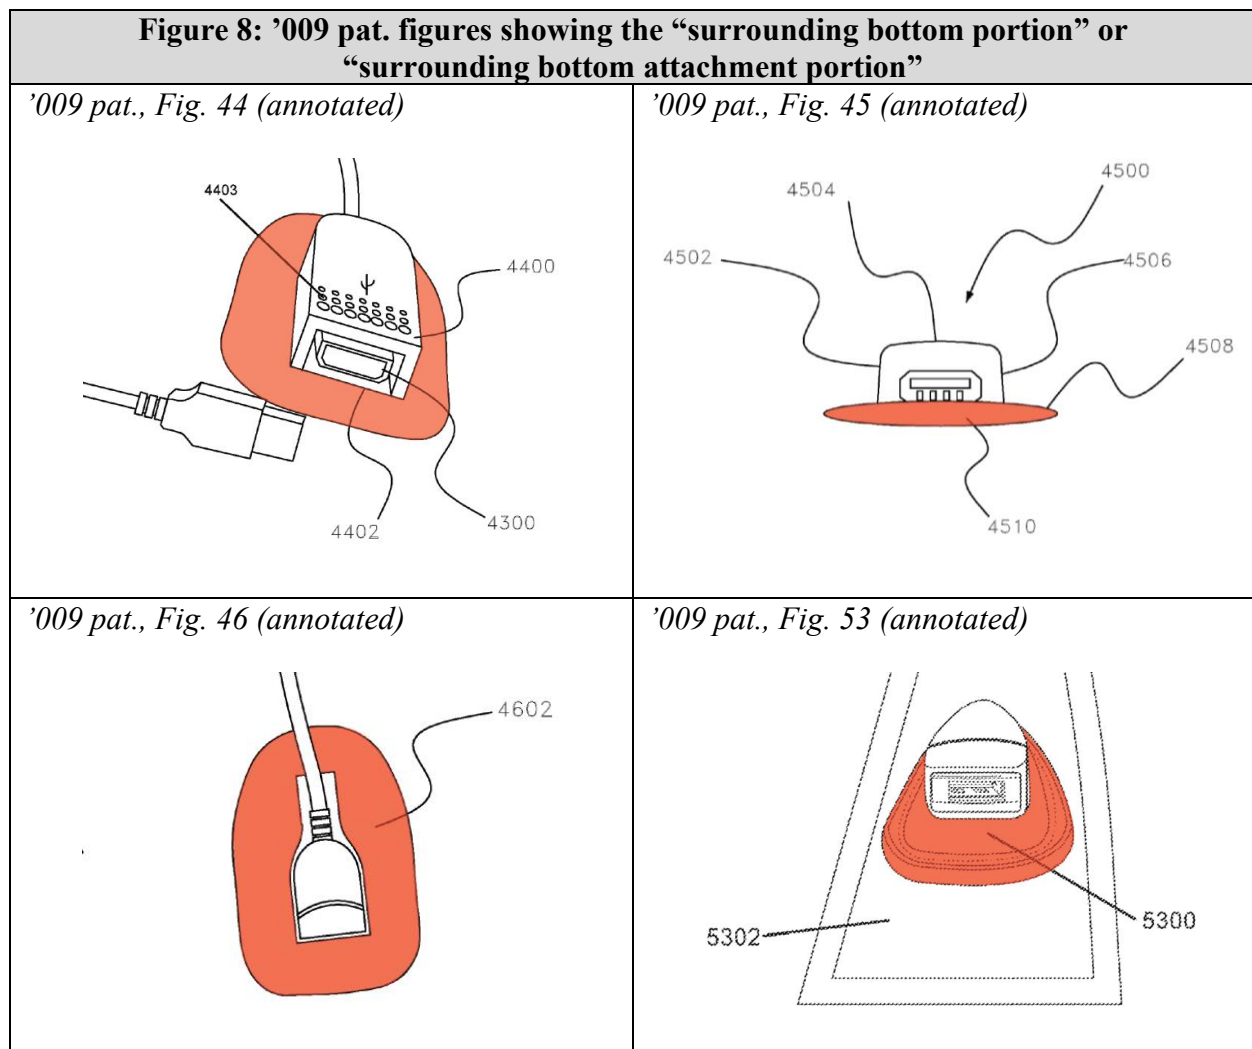 Figure 8: ’009 pat. figures showing the “surrounding bottom portion” or
“surrounding bottom attachment portion”
’009 pat., Fig. 44 (annotated)
4403
4400
4402
4300
’009 pat., Fig. 45 (annotated)
4500
4504
4502
4506
4508
4510
’009 pat., Fig. 46 (annotated)
4602
’009 pat., Fig. 53 (annotated)
5300
5302